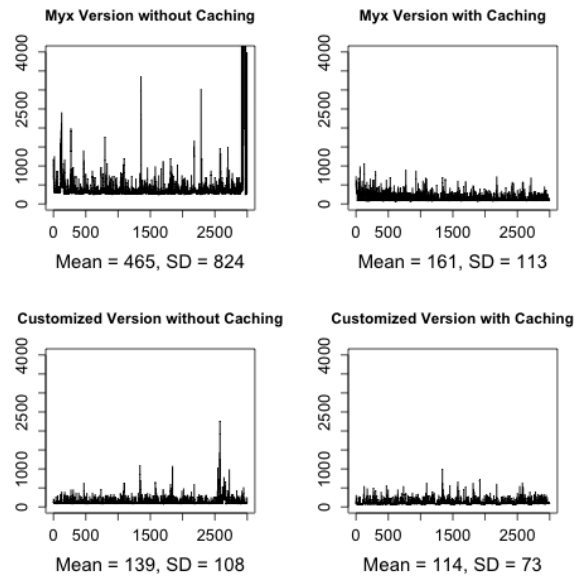 Myx Version without Caching
Myx Version with Caching
4000
2500
1000
0
0 500 1500 2500
Mean = 465, SD = 824
4000
2500
1000
0
0 500 1500 2500
Mean = 161, SD = 113
Customized Version without Caching
Customized Version with Caching
4000
2500
1000
0
0 500 1500 2500
Mean = 139, SD = 108
4000
2500
1000
0
0 500 1500 2500
Mean = 114, SD = 73